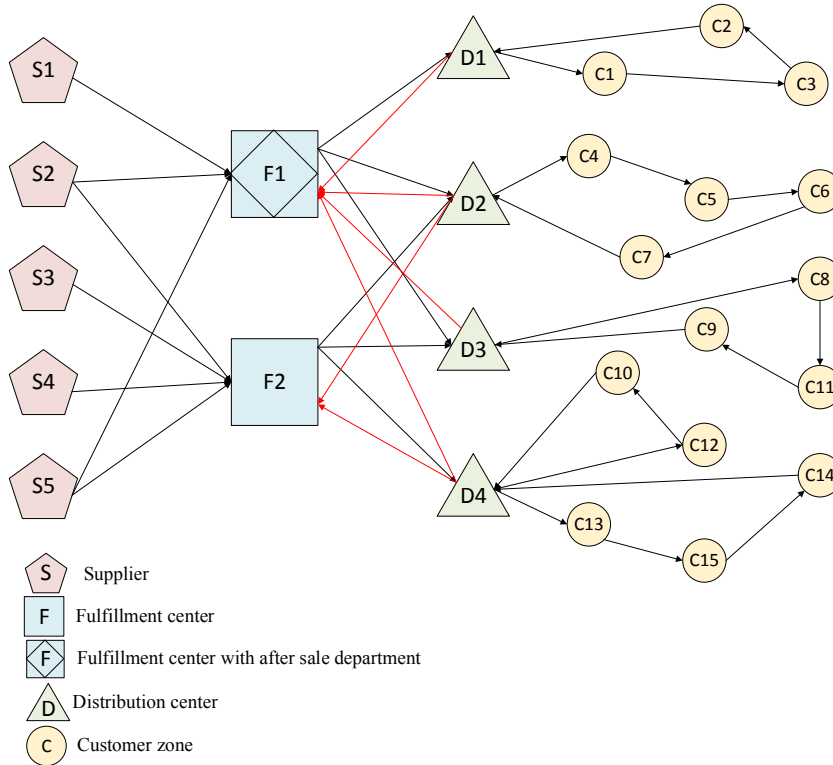 S1
S2
S3
S4
S5
F1
F2
D1
D2
D3
D4
C2
C1
C3
C4
C5
C6
C7
C8
C9
C11
C10
C12
C14
C13
C15
S Supplier
F Fulfillment center
F Fulfillment center with after sale department
D Distribution center
C Customer zone